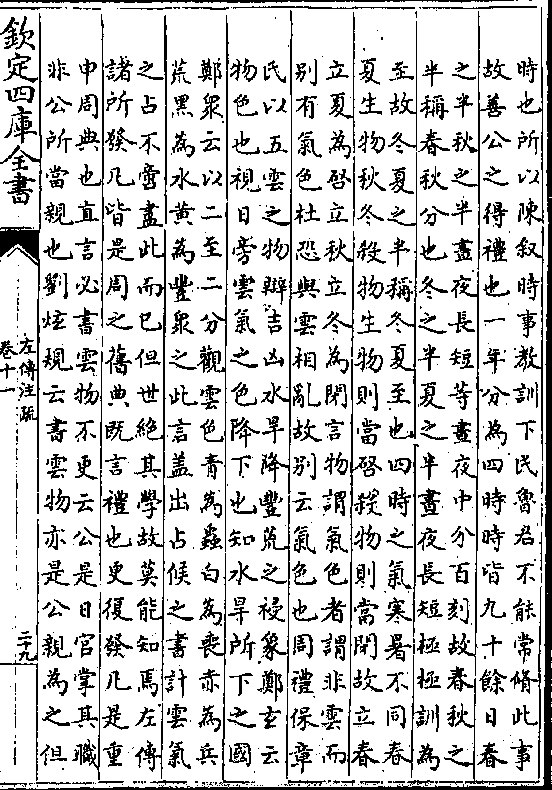 時也所以陳叙時事教訓下民魯君不能常脩此事
故善公之得禮也一年分為四時時皆九十餘日春
之半秋之半晝夜長短等晝夜中分百刻故春秋之
半稱春秋分也冬之半夏之半晝夜長短極極訓為
至故冬夏之半稱冬夏至也四時之氣寒暑不同春
夏生物秋冬殺物生物則當啓殺物則當閉故立春
立夏為啓立秋立冬為閉言物謂氣色者謂非雲而
别有氣色杜恐與雲相亂故别云氣色也周禮保章
氏以五雲之物辯吉凶水旱降豐荒之祲象鄭玄云
物色也視日旁雲氣之色降下也知水旱所下之國
鄭衆云以二至二分觀雲色青為蟲白為喪赤為兵
荒黑為水黄為豐衆之此言盖出占候之書計雲氣
之占不啻盡此而已但世絶其學故莫能知焉左傳
諸所發凡皆是周之舊典既言禮也更復發凡是重
申周典也直言必書雲物不更云公是日官掌其職
非公所當親也劉炫規云書雲物亦是公親為之但
欽定四庫全書
左傳注疏
卷十一
二十九